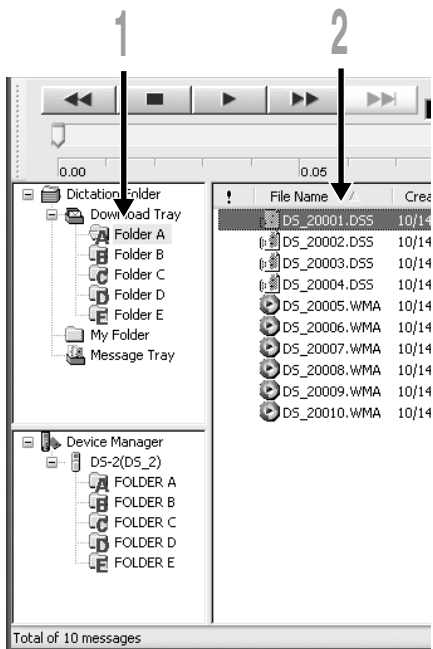 1 2
0.00 0.05
Dictation Folder
Download Tray
Folder A
Folder B
Folder C
Folder D
Folder E
My Folder
Message Tray
! File Name Crea
DS_20001.DSS 10/14
DS_20002.DSS 10/14
DS_20003.DSS 10/14
DS_20004.DSS 10/14
DS_20005.WMA 10/14
DS_20006.WMA 10/14
DS_20007.WMA 10/14
DS_20008.WMA 10/14
DS_20009.WMA 10/14
DS_20010.WMA 10/14
Device Manager
DS-2(DS_2)
FOLDER A
FOLDER B
FOLDER C
FOLDER D
FOLDER E
Total of 10 messages